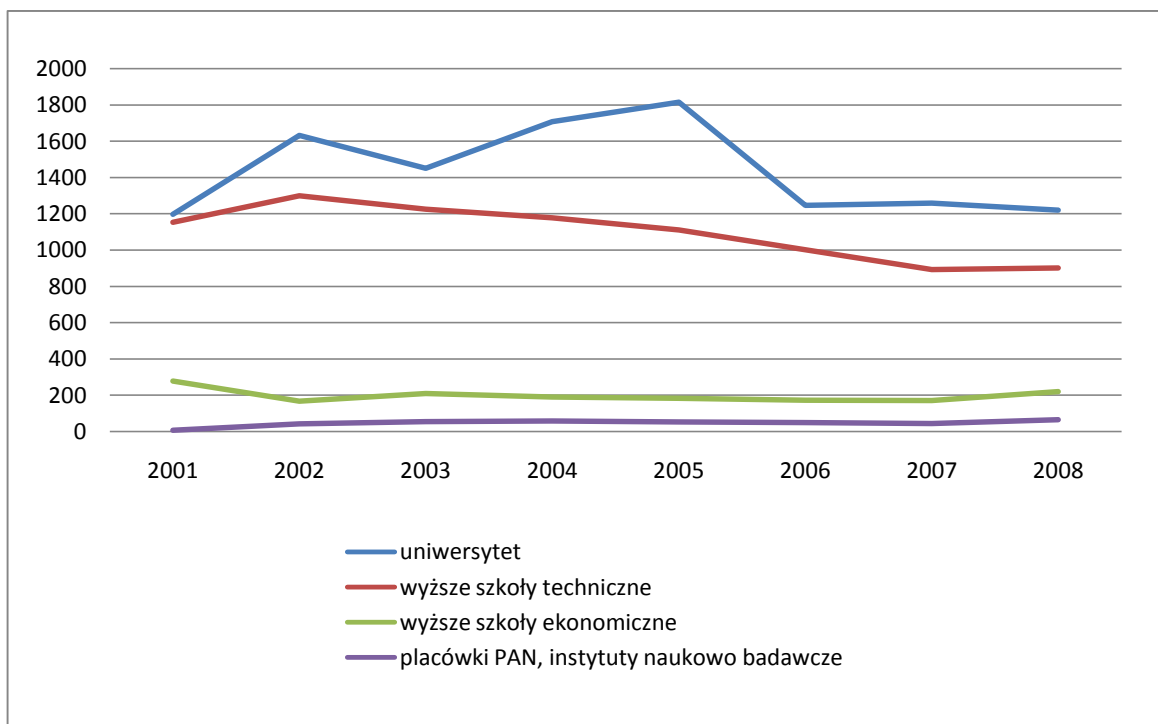 2000
1800
1600
1400
1200
1000
800
600
400
200
0
2001 2002 2003 2004 2005 2006 2007 2008
uniwersytet
wyższe szkoły techniczne
wyższe szkoły ekonomiczne
placówki PAN, instytuty naukowo badawcze